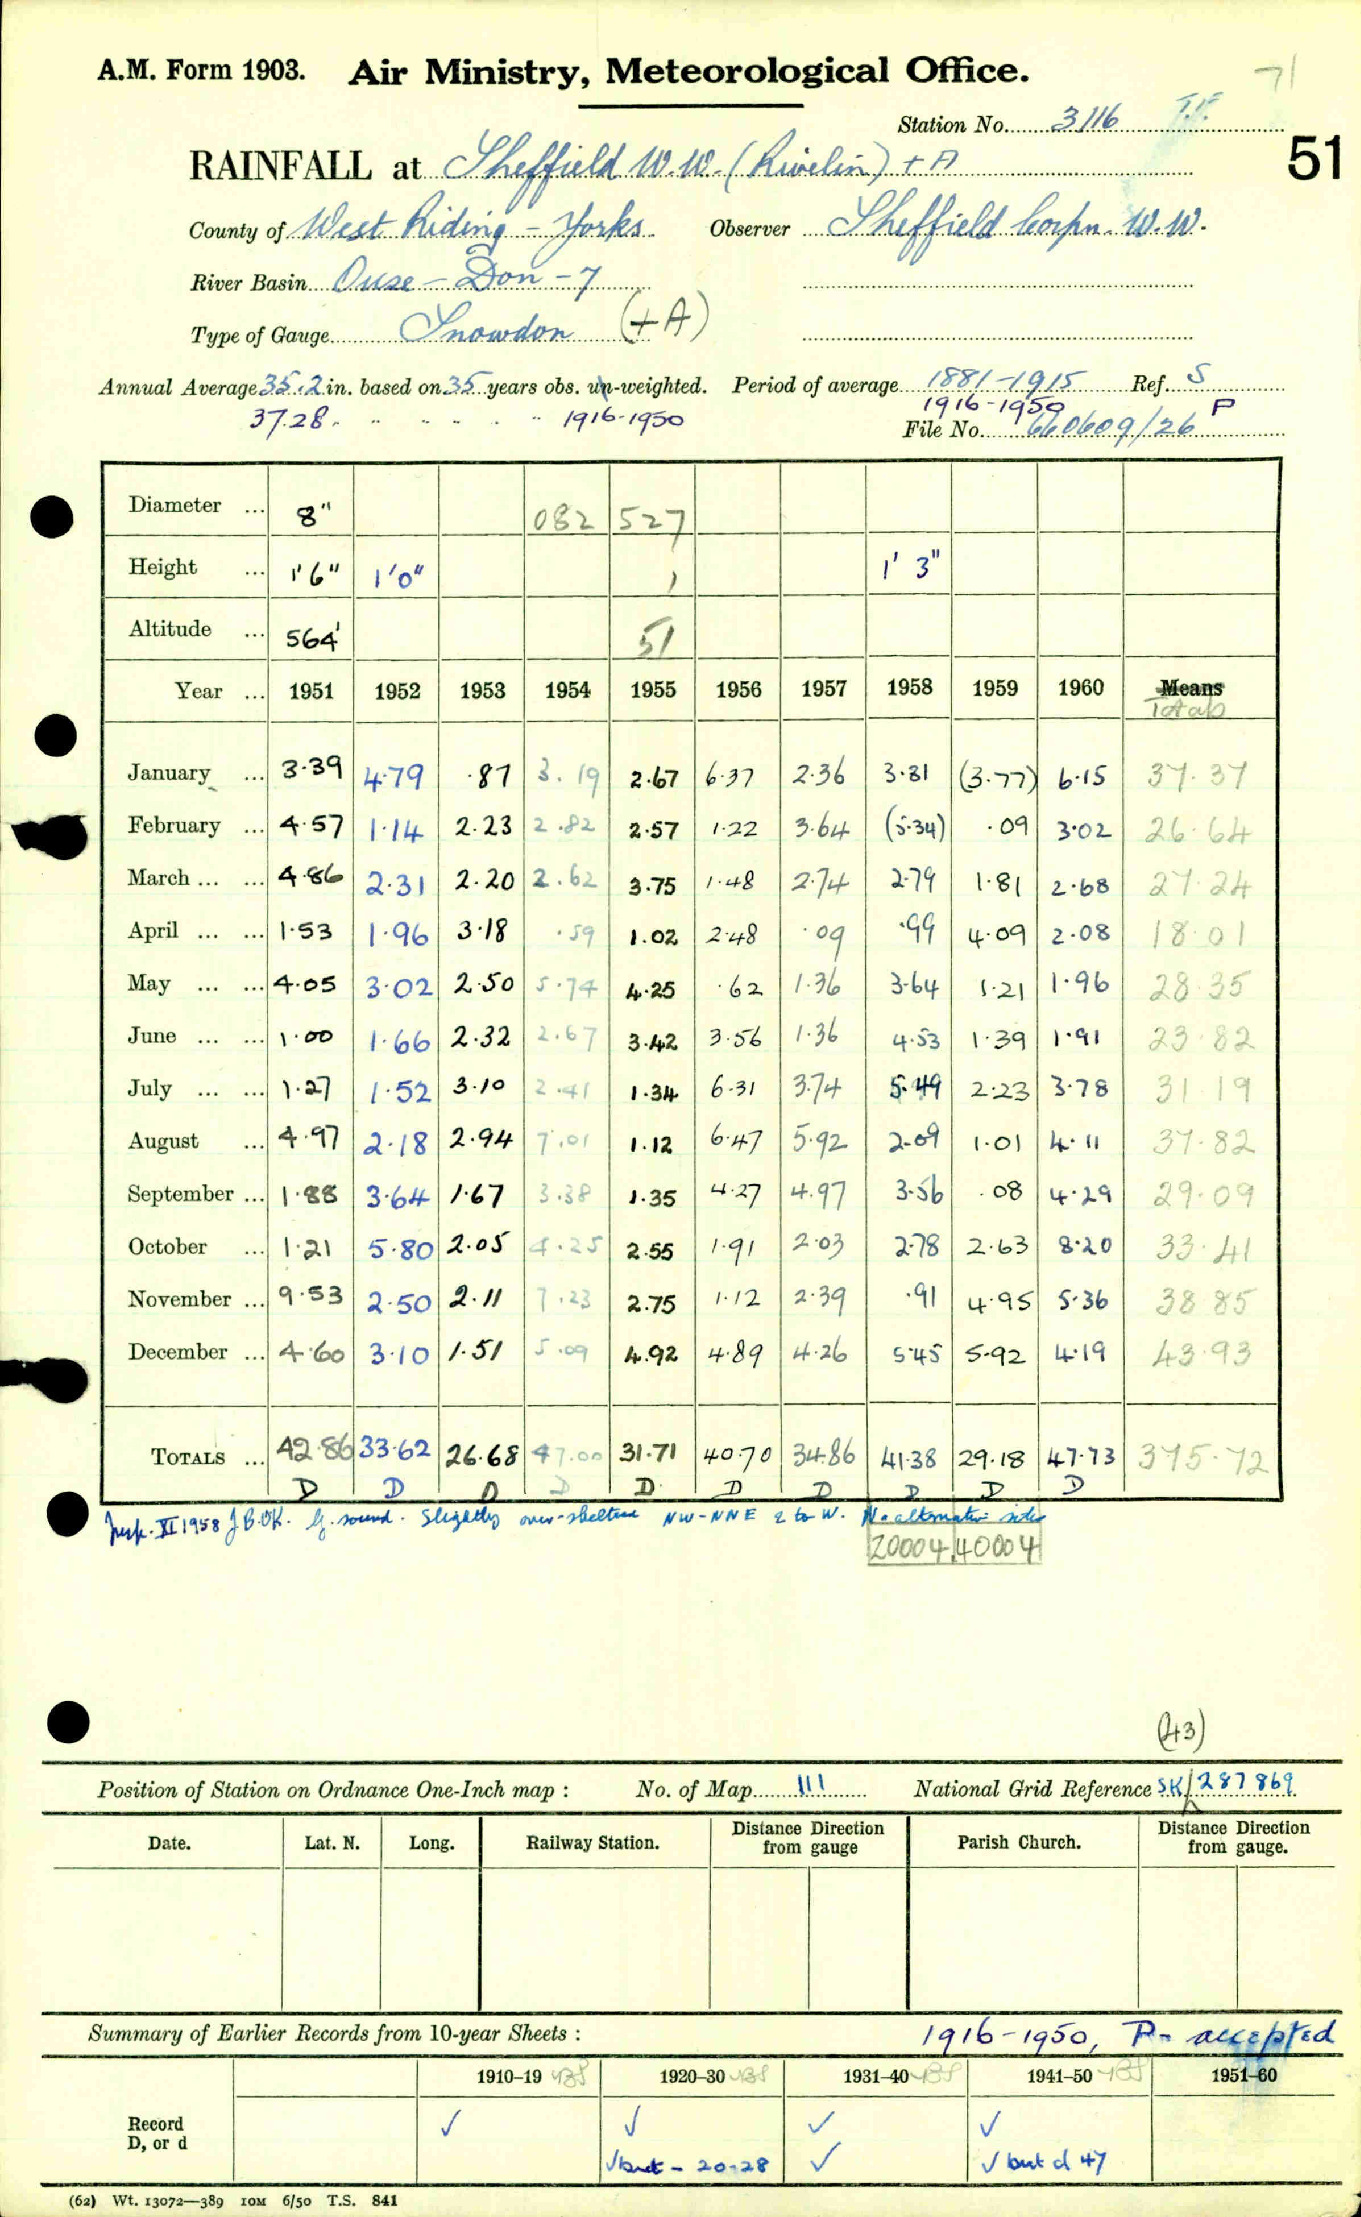 71
A.M. Form 1903. Air Ministry, Meteorological Office.
Station No. 3116
51
RAINFALL at Sheffield W.W. (Rivelin) + A
County of West Riding - Yorks. Observer Sheffield Corpn. W.W.
River Basin Ouse - Don - 7
Type of Gauge Snowdon (+A)
Annual Average 35.2 in. based on 35 years obs. un-weighted. Period of average 1881-1915 Ref. S
37.28 " " " " " " 1916-1950 1916-1950 P
File No. 660609/26
Diameter ... 8" 082 527
Height ... 1'6" 1'0" 1 1' 3"
Altitude ... 564' 51
Year ... 1951 1952 1953 1954 1955 1956 1957 1958 1959 1960 Means
Totals
January ... 3.39 4.79 .87 3.19 2.67 6.37 2.36 3.81 (3.77) 6.15 37.37
February ... 4.57 1.14 2.23 2.82 2.57 1.22 3.64 (5.34) .09 3.02 26.64
March ... ... 4.86 2.31 2.20 2.62 3.75 1.48 2.74 2.79 1.81 2.68 27.24
April ... ... 1.53 1.96 3.18 .59 1.02 2.48 .09 .99 4.09 2.08 18.01
May ... ... 4.05 3.02 2.50 5.74 4.25 .62 1.36 3.64 1.21 1.96 28.35
June ... ... 1.00 1.66 2.32 2.67 3.42 3.56 1.36 4.53 1.39 1.91 23.82
July ... ... 1.27 1.52 3.10 2.41 1.34 6.31 3.74 5.49 2.23 3.78 31.19
August ... 4.97 2.18 2.94 7.01 1.12 6.47 5.92 2.09 1.01 4.11 37.82
September ... 1.88 3.64 1.67 3.38 1.35 4.27 4.97 3.56 .08 4.29 29.09
October ... 1.21 5.80 2.05 4.25 2.55 1.91 2.03 2.78 2.63 8.20 33.41
November ... 9.53 2.50 2.11 7.23 2.75 1.12 2.39 .91 4.95 5.36 38.85
December ... 4.60 3.10 1.51 5.09 4.92 4.89 4.26 5.45 5.92 4.19 43.93
TOTALS ... 42.86 33.62 26.68 47.00 31.71 40.70 34.86 41.38 29.18 47.73 375.72
D D D D D D D D D D
Insp. XI 1958 J.B.OK. G. sound. Slightly over-sheltered NW-NNE & to W. No alternative site
20004 40004
(43)
Position of Station on Ordnance One-Inch map : No. of Map 111 National Grid Reference SK/287869
Date. Lat. N. Long. Railway Station. Distance from Direction gauge Parish Church. Distance from Direction gauge.
Summary of Earlier Records from 10-year Sheets : 1916-1950, P- accepted
1910–19 1920–30 1931–40 1941–50 1951–60
Record ✓ ✓ ✓ ✓
D, or d ✓ but - 20-28 ✓ ✓ but d 47
(62) Wt. 13072—389 10M 6/50 T.S. 841